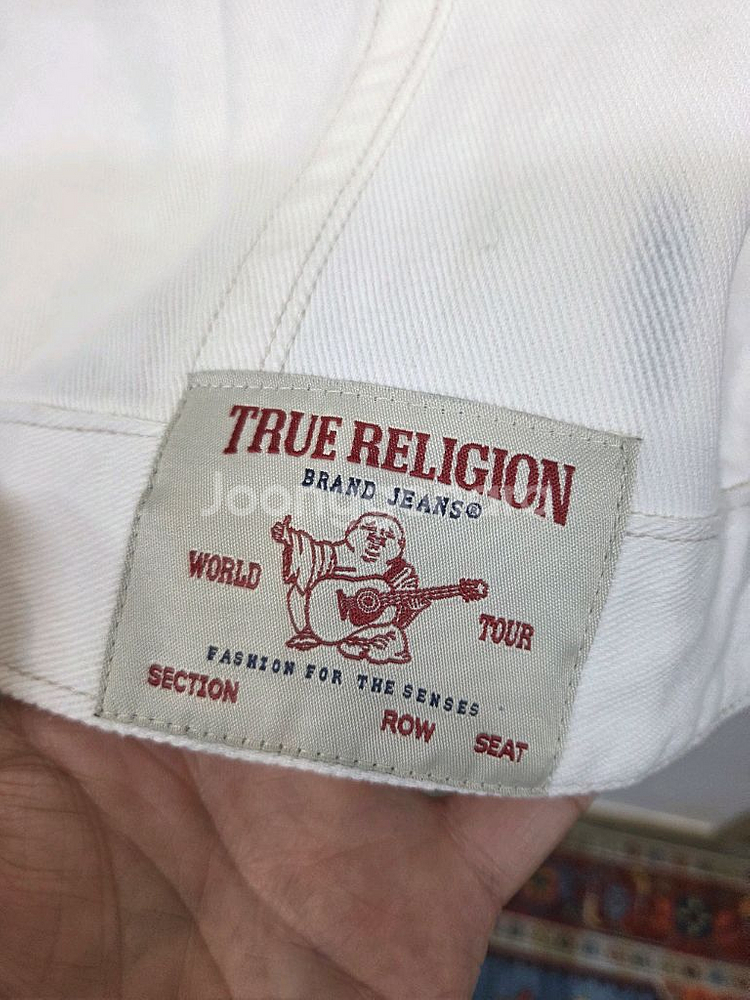 TRUE RELIGION
BRAND JEANS®
WORLD TOUR
FASHION FOR THE SENSES
SECTION ROW SEAT